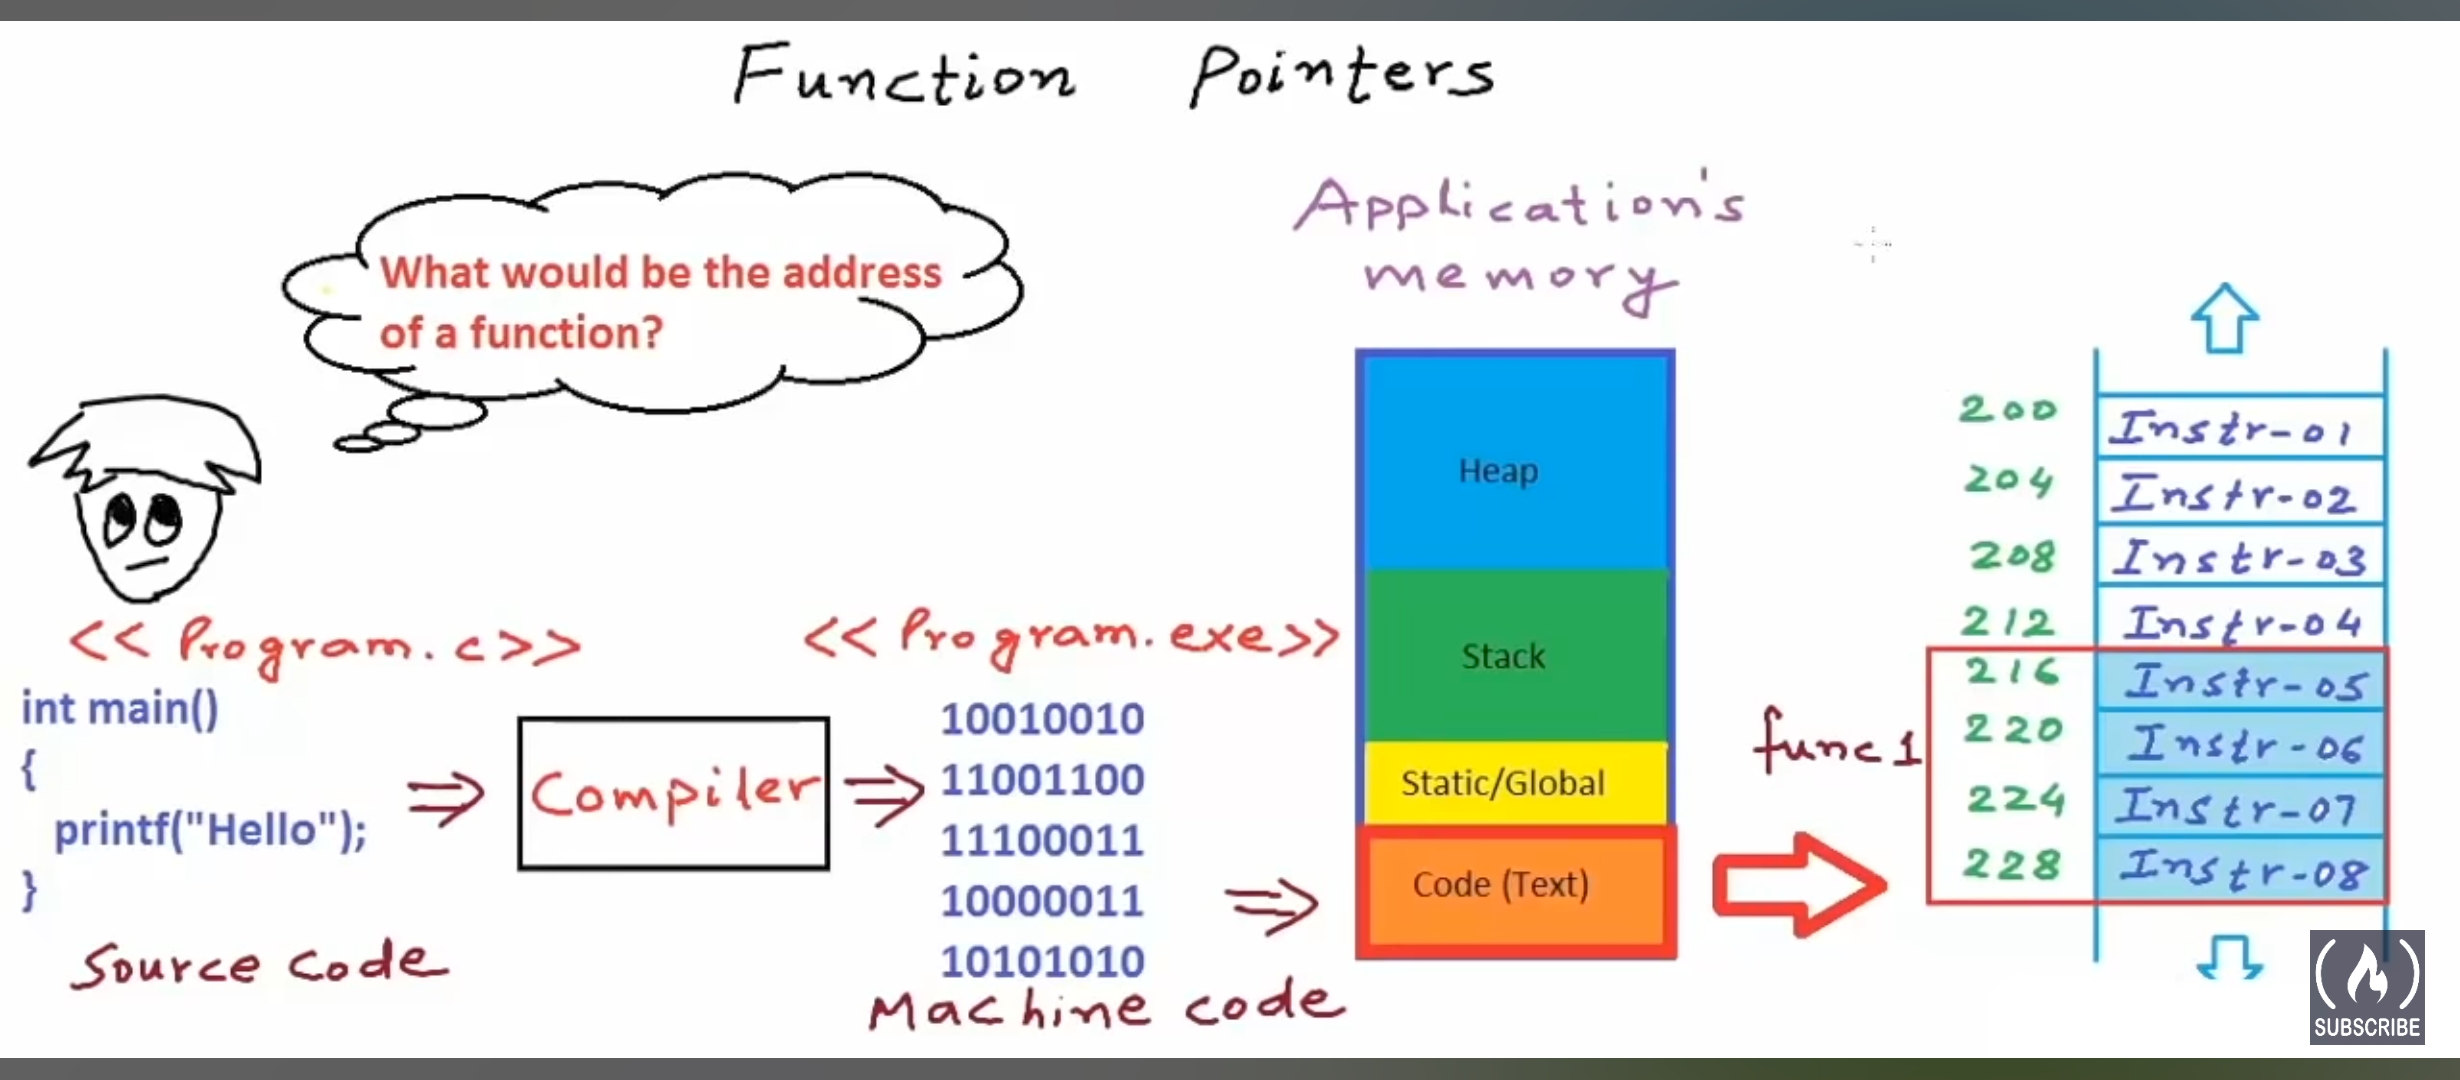 Function Pointers
What would be the address
of a function?
Application's
memory
Heap
Stack
Static/Global
Code (Text)
<< Program.c >>
int main()
{
printf("Hello");
}
Source code
Compiler
<< Program.exe >>
10010010
11001100
11100011
10000011
10101010
Machine code
func1
200 Instr-01
204 Instr-02
208 Instr-03
212 Instr-04
216 Instr-05
220 Instr-06
224 Instr-07
228 Instr-08
SUBSCRIBE